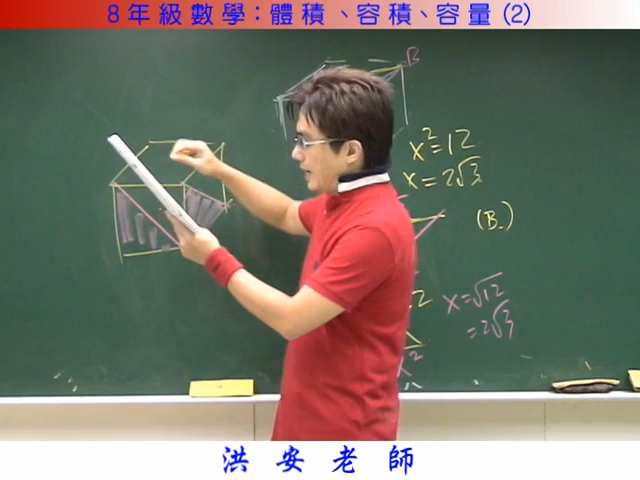 8年級數學:體積、容積、容量(2)
B
x²=12
x=2√3
(B.)
x=√12
=2√3
洪安老師